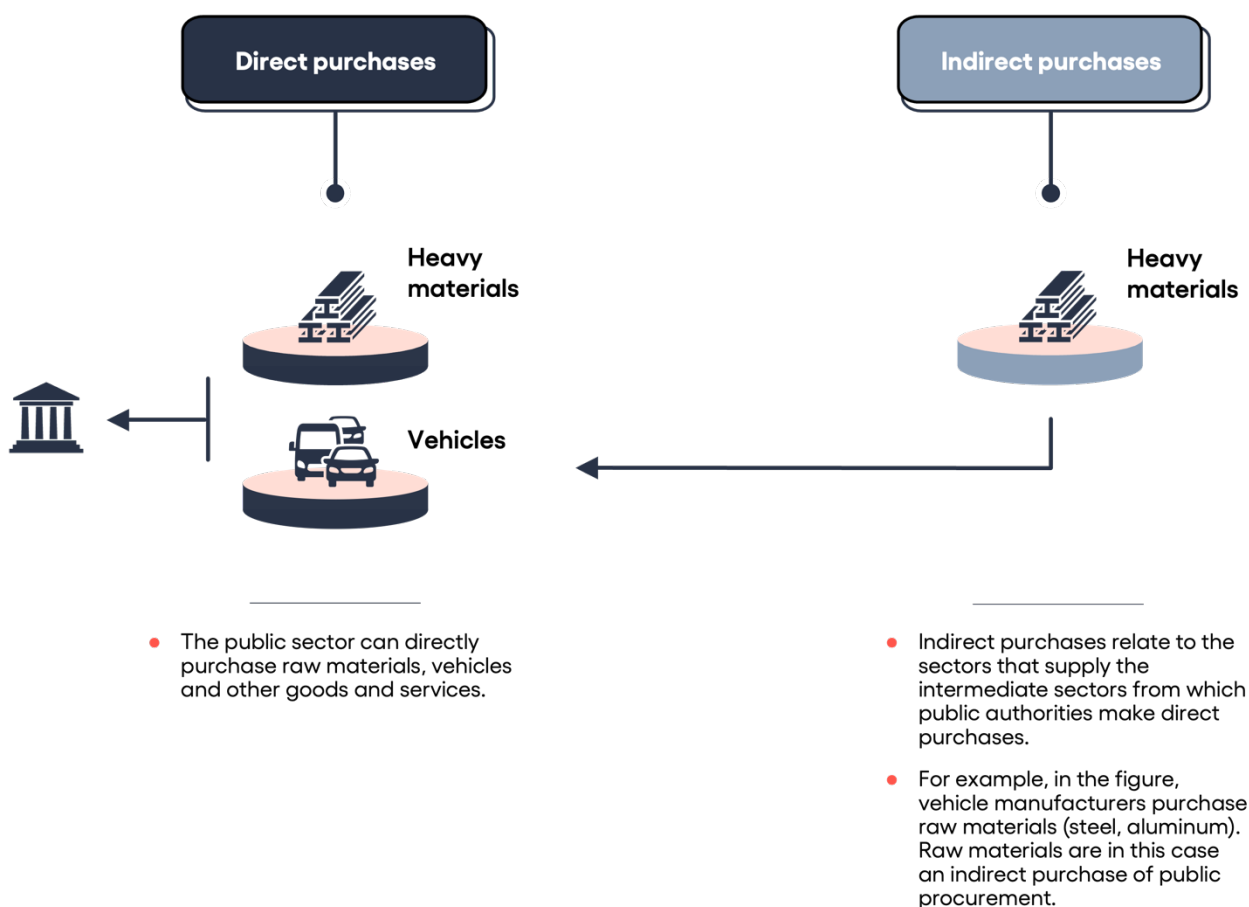 Direct purchases
Indirect purchases
Heavy
materials
Vehicles
Heavy
materials
• The public sector can directly
purchase raw materials, vehicles
and other goods and services.
• Indirect purchases relate to the
sectors that supply the
intermediate sectors from which
public authorities make direct
purchases.
• For example, in the figure,
vehicle manufacturers purchase
raw materials (steel, aluminum).
Raw materials are in this case
an indirect purchase of public
procurement.